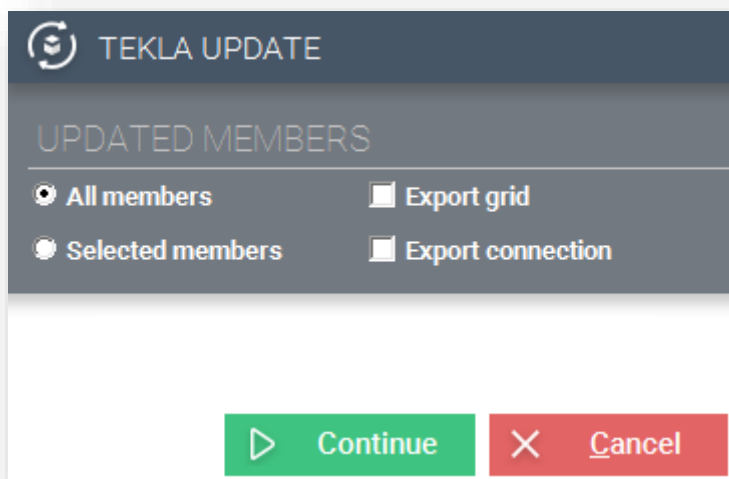 TEKLA UPDATE
UPDATED MEMBERS
All members Export grid
Selected members Export connection
Continue Cancel